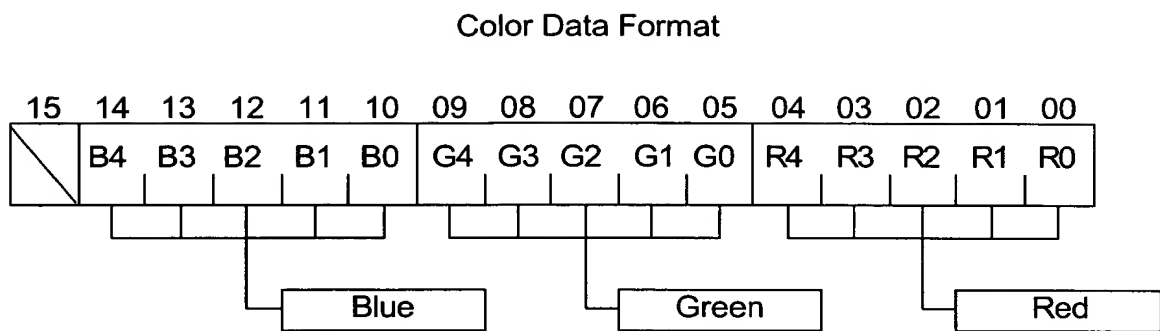 Color Data Format
15 14 13 12 11 10 09 08 07 06 05 04 03 02 01 00
B4 B3 B2 B1 B0 G4 G3 G2 G1 G0 R4 R3 R2 R1 R0
Blue Green Red